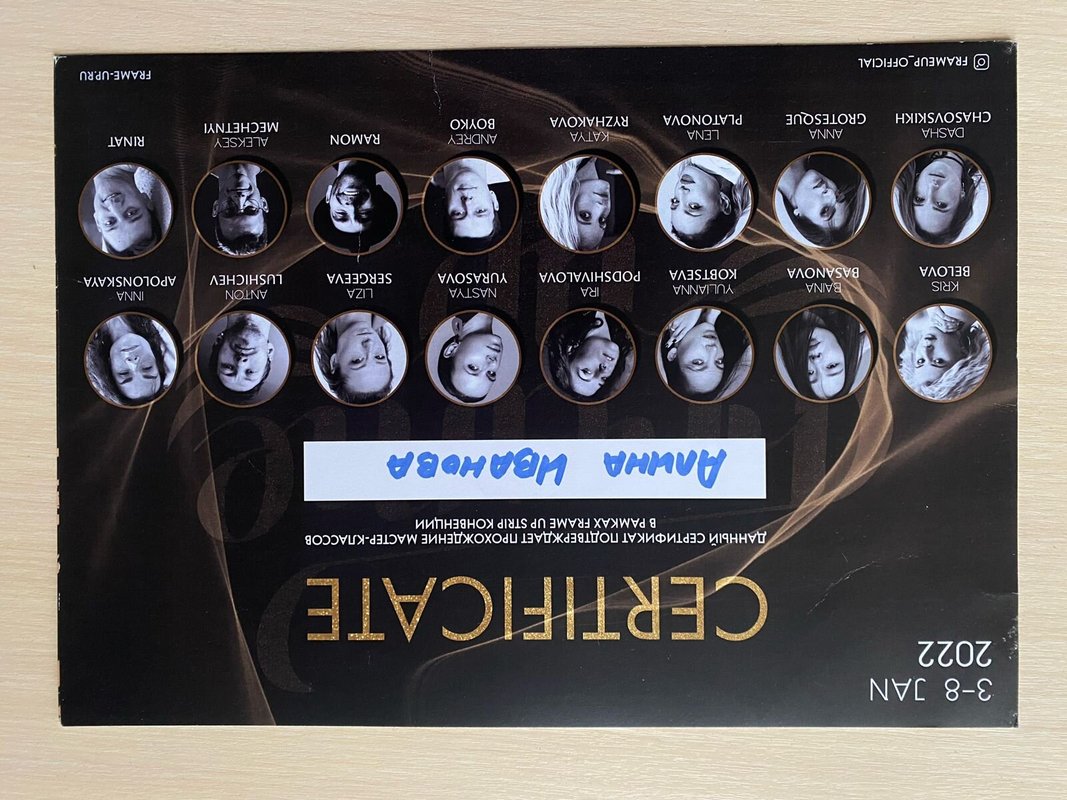 3-8 JAN
2022
CERTIFICATE
ДАННЫЙ СЕРТИФИКАТ ПОДТВЕРЖДАЕТ ПРОХОЖДЕНИЕ МАСТЕР-КЛАССОВ
В РАМКАХ FRAME UP STRIP КОНВЕНЦИИ
Алина Иванова
KRIS
BELOVA
BAINA
BASANOVA
YULIANNA
KOBTSEVA
IRA
PODSHIVALOVA
NASTYA
YURASOVA
LIZA
SERGEEVA
ANTON
LUSHICHEV
INNA
APOLONSKAYA
DASHA
CHASOVSKIKH
ANNA
GROTESQUE
LENA
PLATONOVA
KATYA
RYZHAKOVA
ANDREY
BOYKO
RAMON
ALEKSEY
MECHETNYI
RINAT
FRAMEUP_OFFICIAL
FRAME-UP.RU